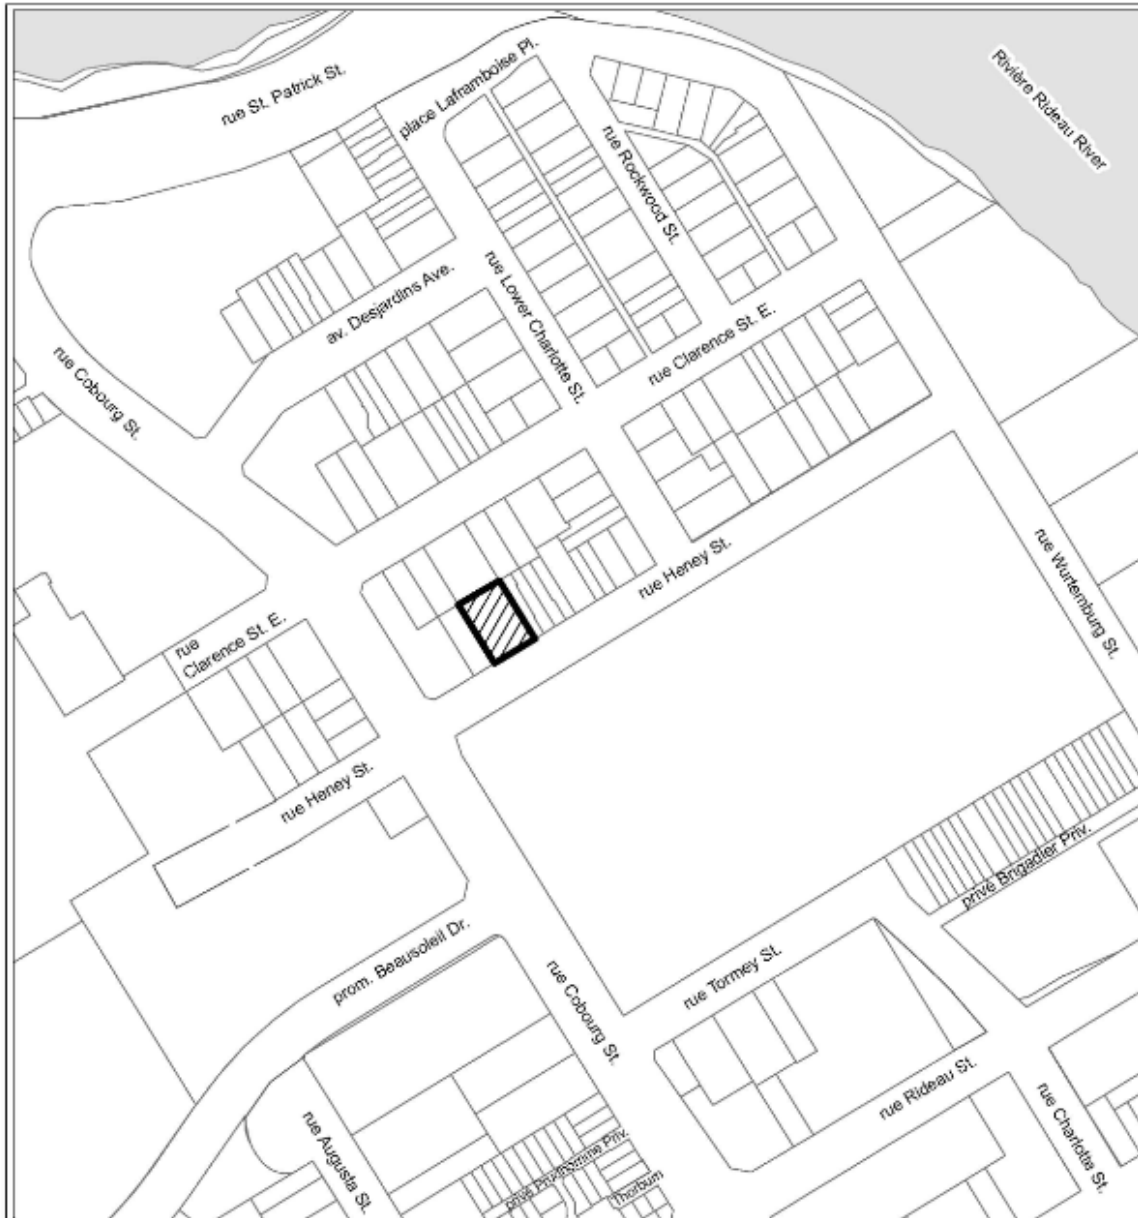 place Laframboise Pl.
rue St. Patrick St.
Rivière Rideau River
rue Rockwood St.
rue Lower Charlotte St.
av. Desjardins Ave.
rue Cobourg St.
rue Clarence St. E.
rue Heney St.
rue Wurtemburg St.
rue
Clarence St. E.
rue Heney St.
privé Brigadier Priv.
prom. Beausoleil Dr.
rue Cobourg St.
rue Tormey St.
rue Rideau St.
rue Charlotte St.
rue Augusta St.
privé Prudhomme Priv.
Thorburn